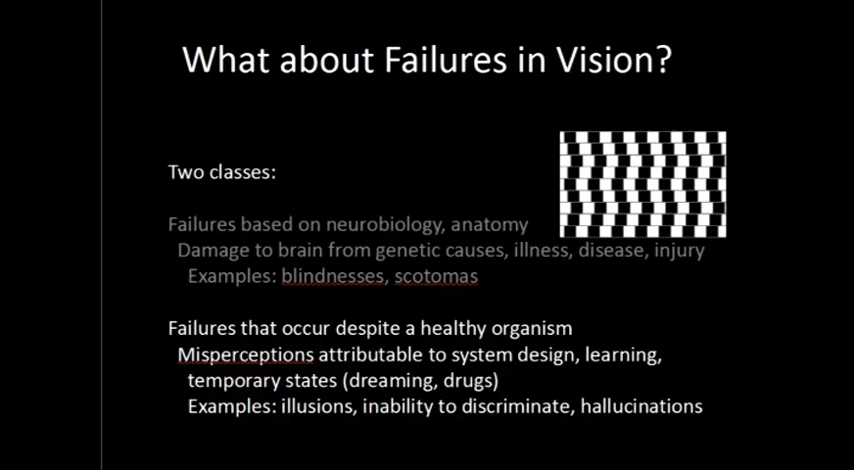 What about Failures in Vision?
Two classes:
Failures based on neurobiology, anatomy
Damage to brain from genetic causes, illness, disease, injury
Examples: blindnesses, scotomas
Failures that occur despite a healthy organism
Misperceptions attributable to system design, learning,
temporary states (dreaming, drugs)
Examples: illusions, inability to discriminate, hallucinations